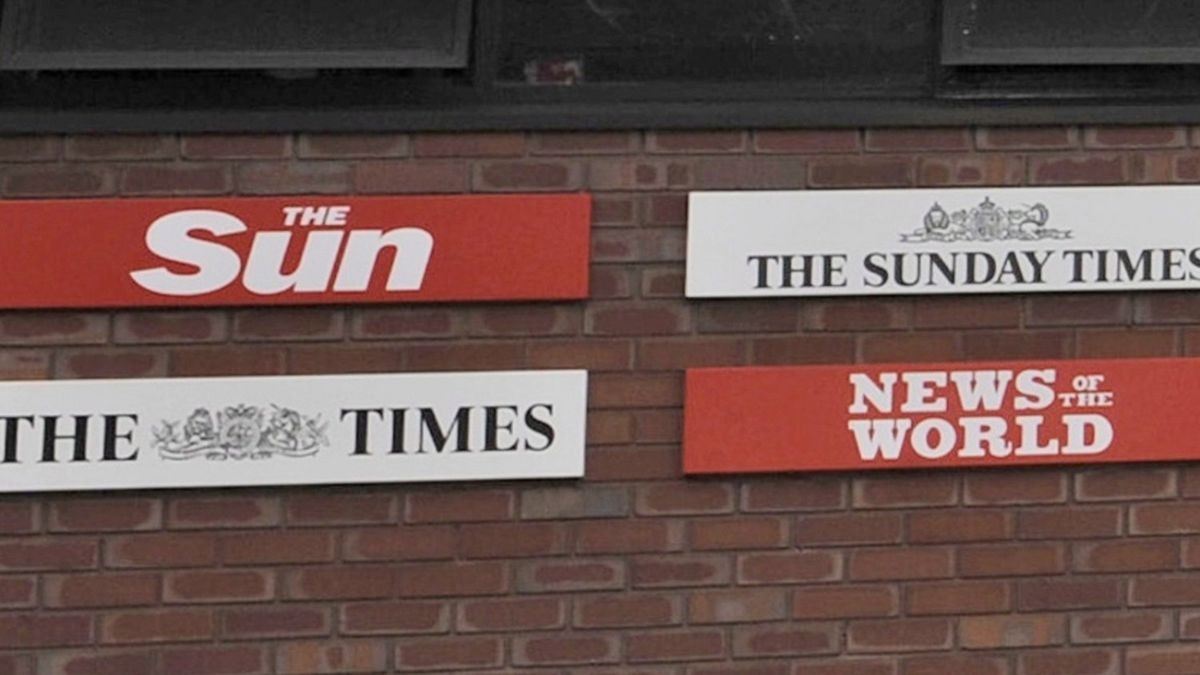 THE
Sun
THE SUNDAY TIMES
THE TIMES
NEWS OF THE
WORLD